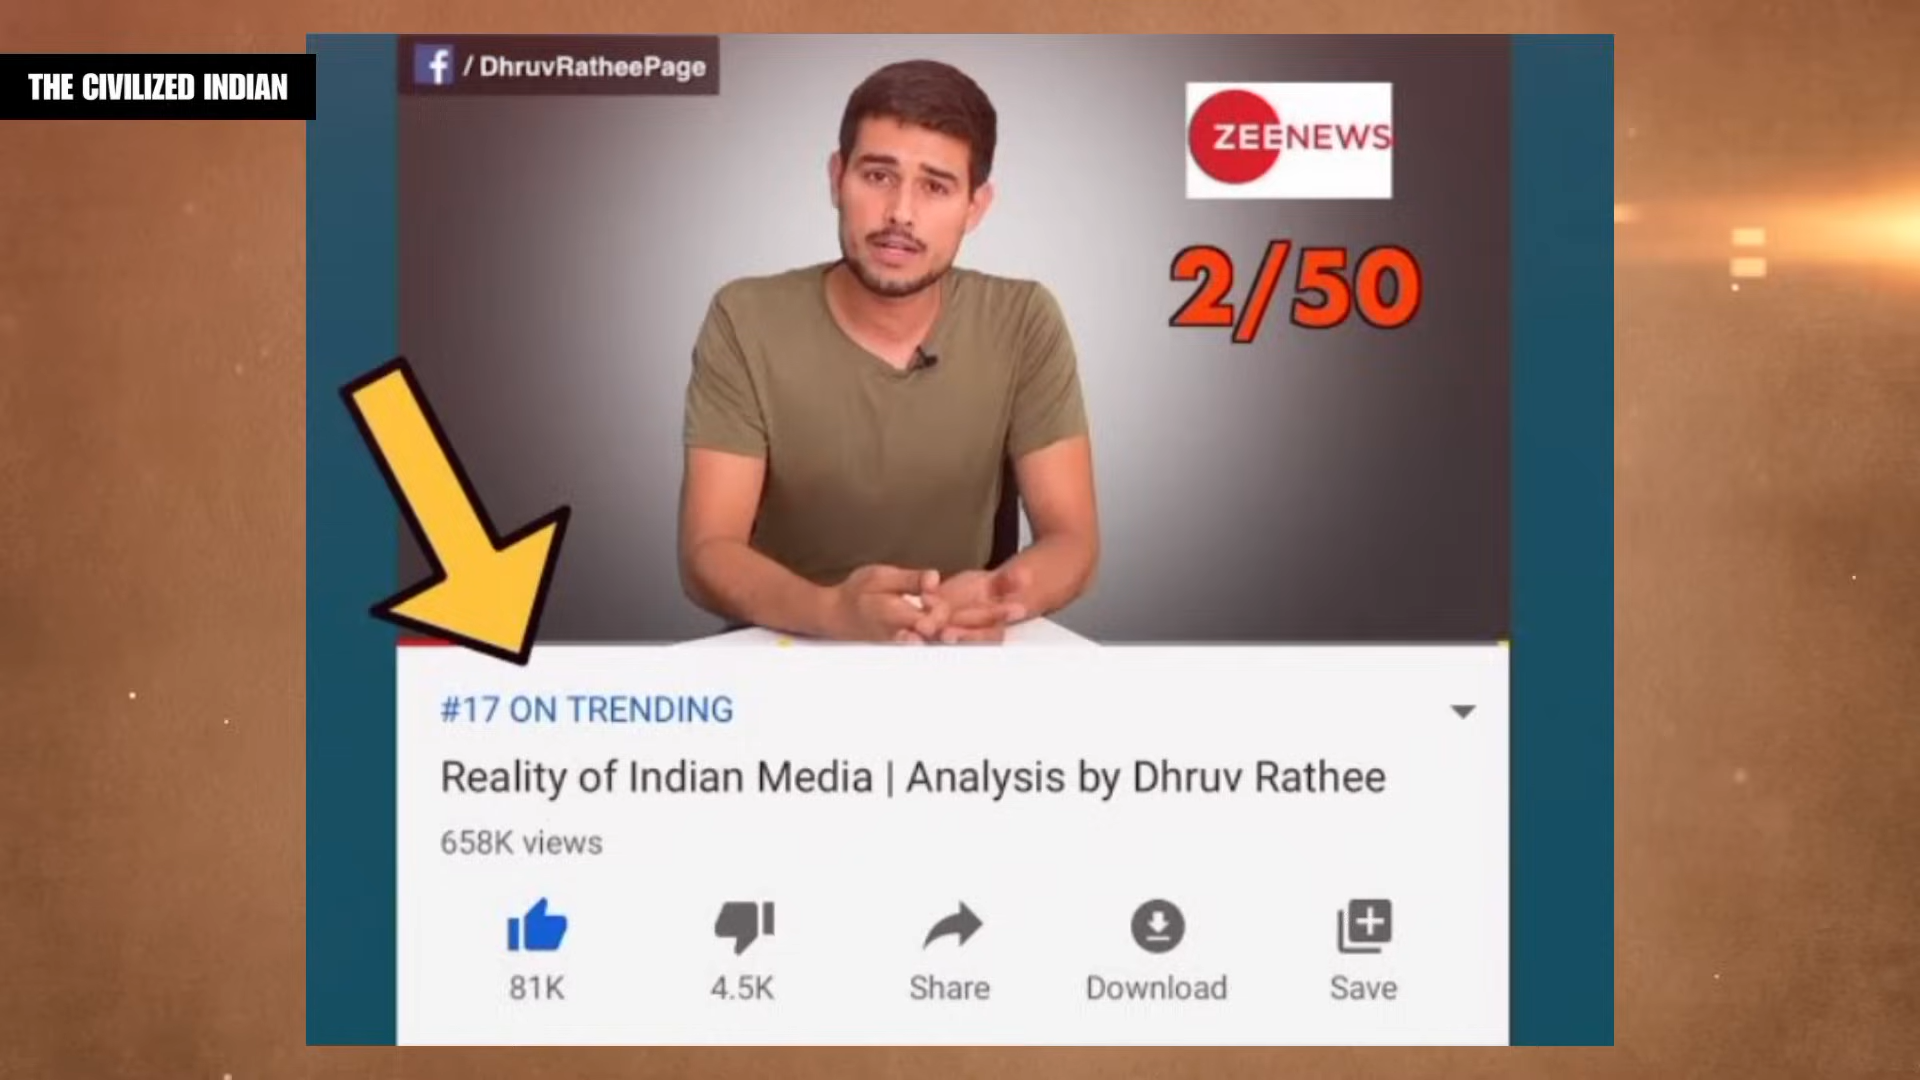 THE CIVILIZED INDIAN
f / DhruvRatheePage
ZEENEWS
2/50
#17 ON TRENDING
Reality of Indian Media | Analysis by Dhruv Rathee
658K views
81K
4.5K
Share
Download
Save